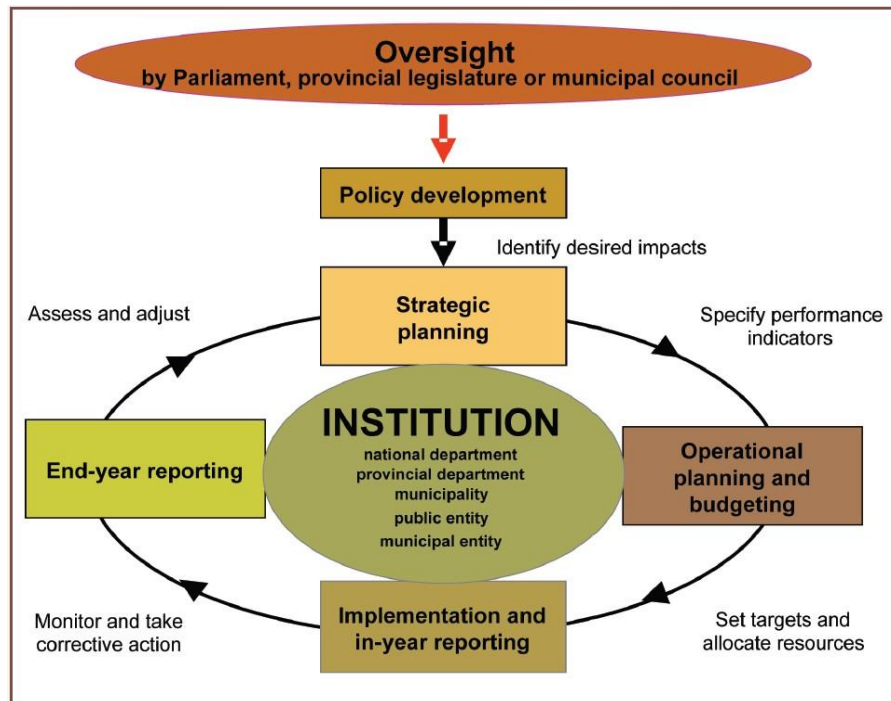 Oversight
by Parliament, provincial legislature or municipal council
Policy development
Identify desired impacts
Strategic
planning
Assess and adjust
Specify performance
indicators
INSTITUTION
national department
provincial department
municipality
public entity
municipal entity
End-year reporting
Operational
planning and
budgeting
Implementation and
in-year reporting
Monitor and take
corrective action
Set targets and
allocate resources